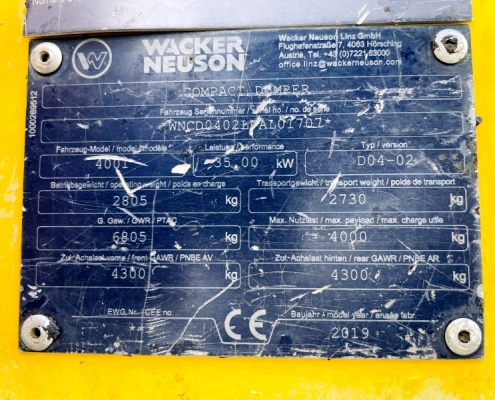 WACKER
NEUSON
Wacker Neuson Linz GmbH
Flughafenstraße 7, 4063 Hörsching
Austria, Tel. +43 (0)7221 63000
office.linz@wackerneuson.com
COMPACT DUMPER
Fahrzeug Seriennummer / serial no. / no. de série
1000269512
Fahrzeug-Model / model / modèle
Leistung / performance
Typ / version
4001
35.00 kW
D04-02
Betriebsgewicht / operating weight / poids en charge
Transportgewicht / transport weight / poids de transport
2805 kg
2730 kg
G. Gew. / GWR / PTAC
Max. Nutzlast / max. payload / max. charge utile
6805 kg
4000 kg
Zul. Achslast vorne / front GAWR / PNBE AV
Zul. Achslast hinten / rear GAWR / PNBE AR
4300 kg
4300 kg
EWG Nr. / CEE no.
CE
Baujahr / model year / année fabr.
2019